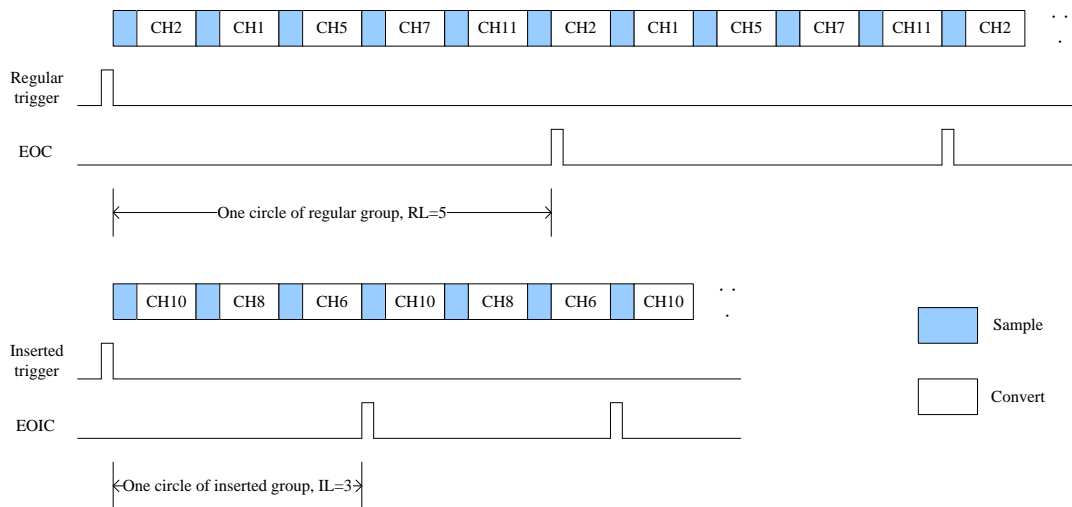 CH2 CH1 CH5 CH7 CH11 CH2 CH1 CH5 CH7 CH11 CH2 . . .
Regular
trigger
EOC
One circle of regular group, RL=5
CH10 CH8 CH6 CH10 CH8 CH6 CH10 . . .
Sample
Inserted
trigger
Convert
EOIC
One circle of inserted group, IL=3